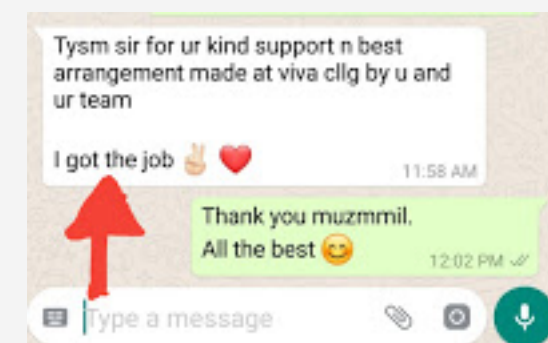 Tysm sir for ur kind support n best
arrangement made at viva cllg by u and
ur team
I got the job ✌🏻 ❤️
11:58 AM
Thank you muzmmil.
All the best 😊
12:02 PM
Type a message